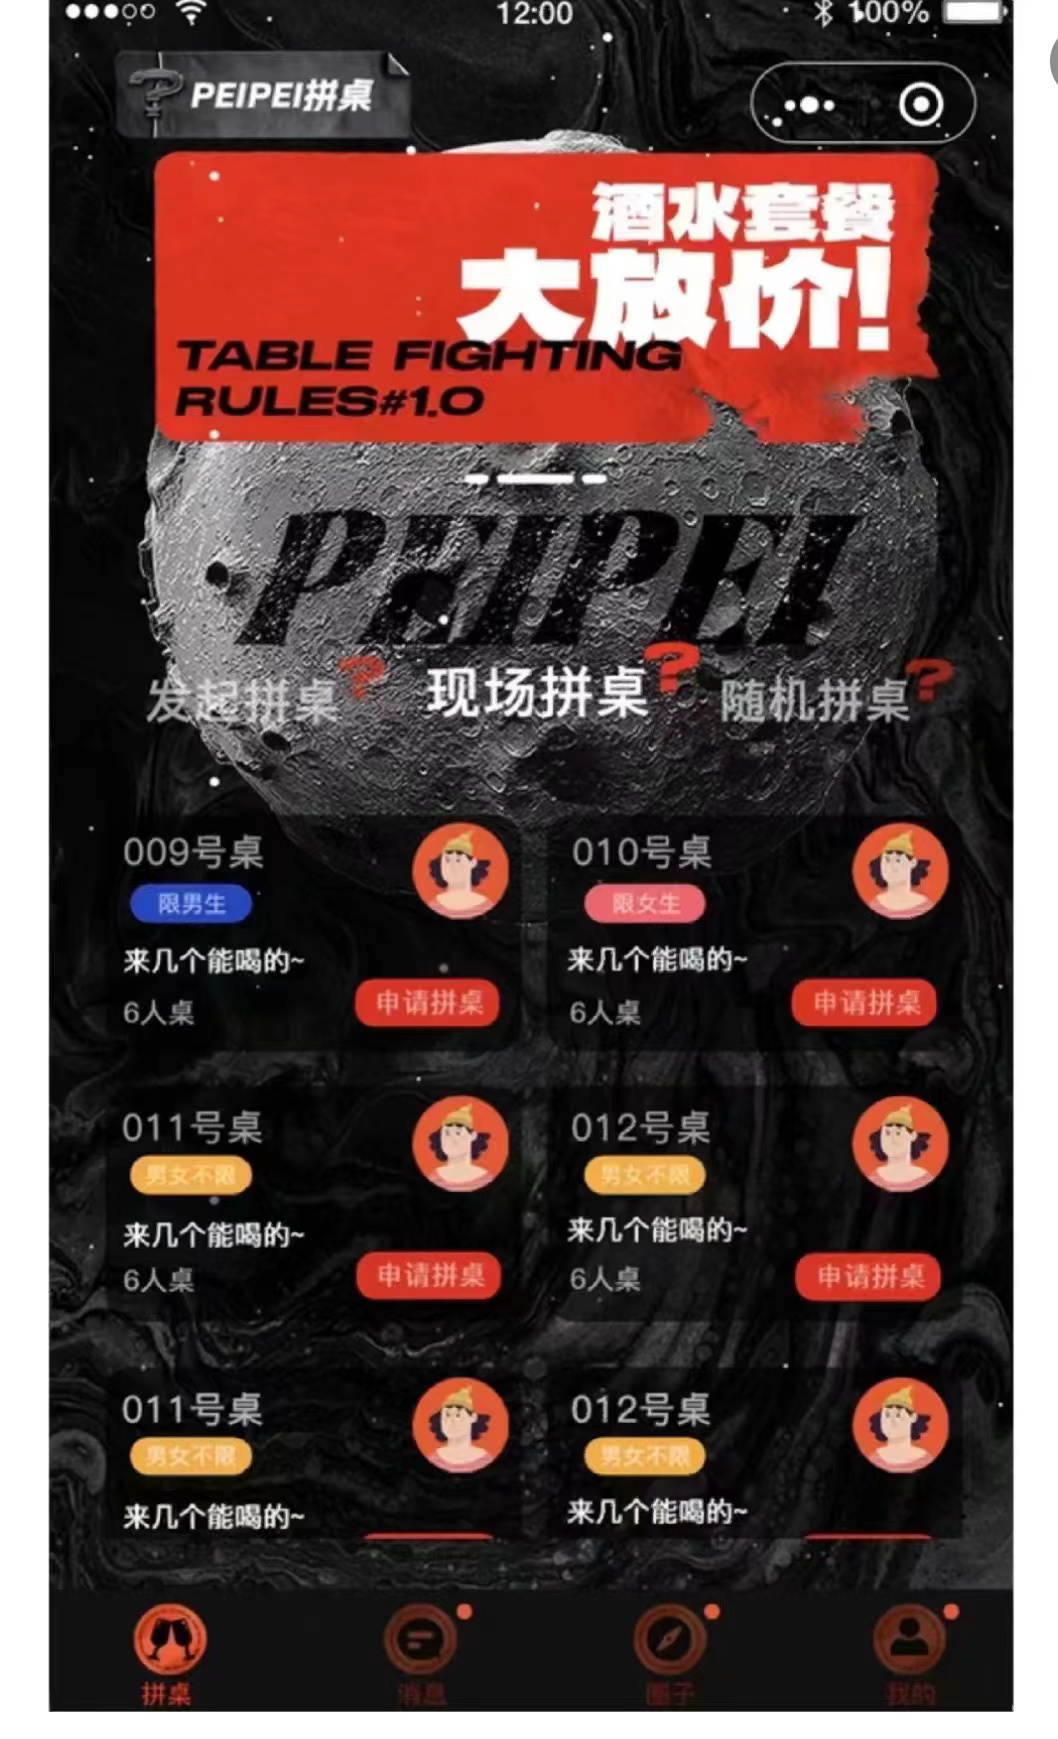 12:00
100%
PEIPEI拼桌
酒水套餐
大放价!
TABLE FIGHTING
RULES#1.0
PEIPEI
发起拼桌? 现场拼桌? 随机拼桌?
009号桌
限男生
来几个能喝的~
6人桌
申请拼桌
010号桌
限女生
来几个能喝的~
6人桌
申请拼桌
011号桌
男女不限
来几个能喝的~
6人桌
申请拼桌
012号桌
男女不限
来几个能喝的~
6人桌
申请拼桌
011号桌
男女不限
来几个能喝的~
012号桌
男女不限
来几个能喝的~
拼桌 消息 圈子 我的